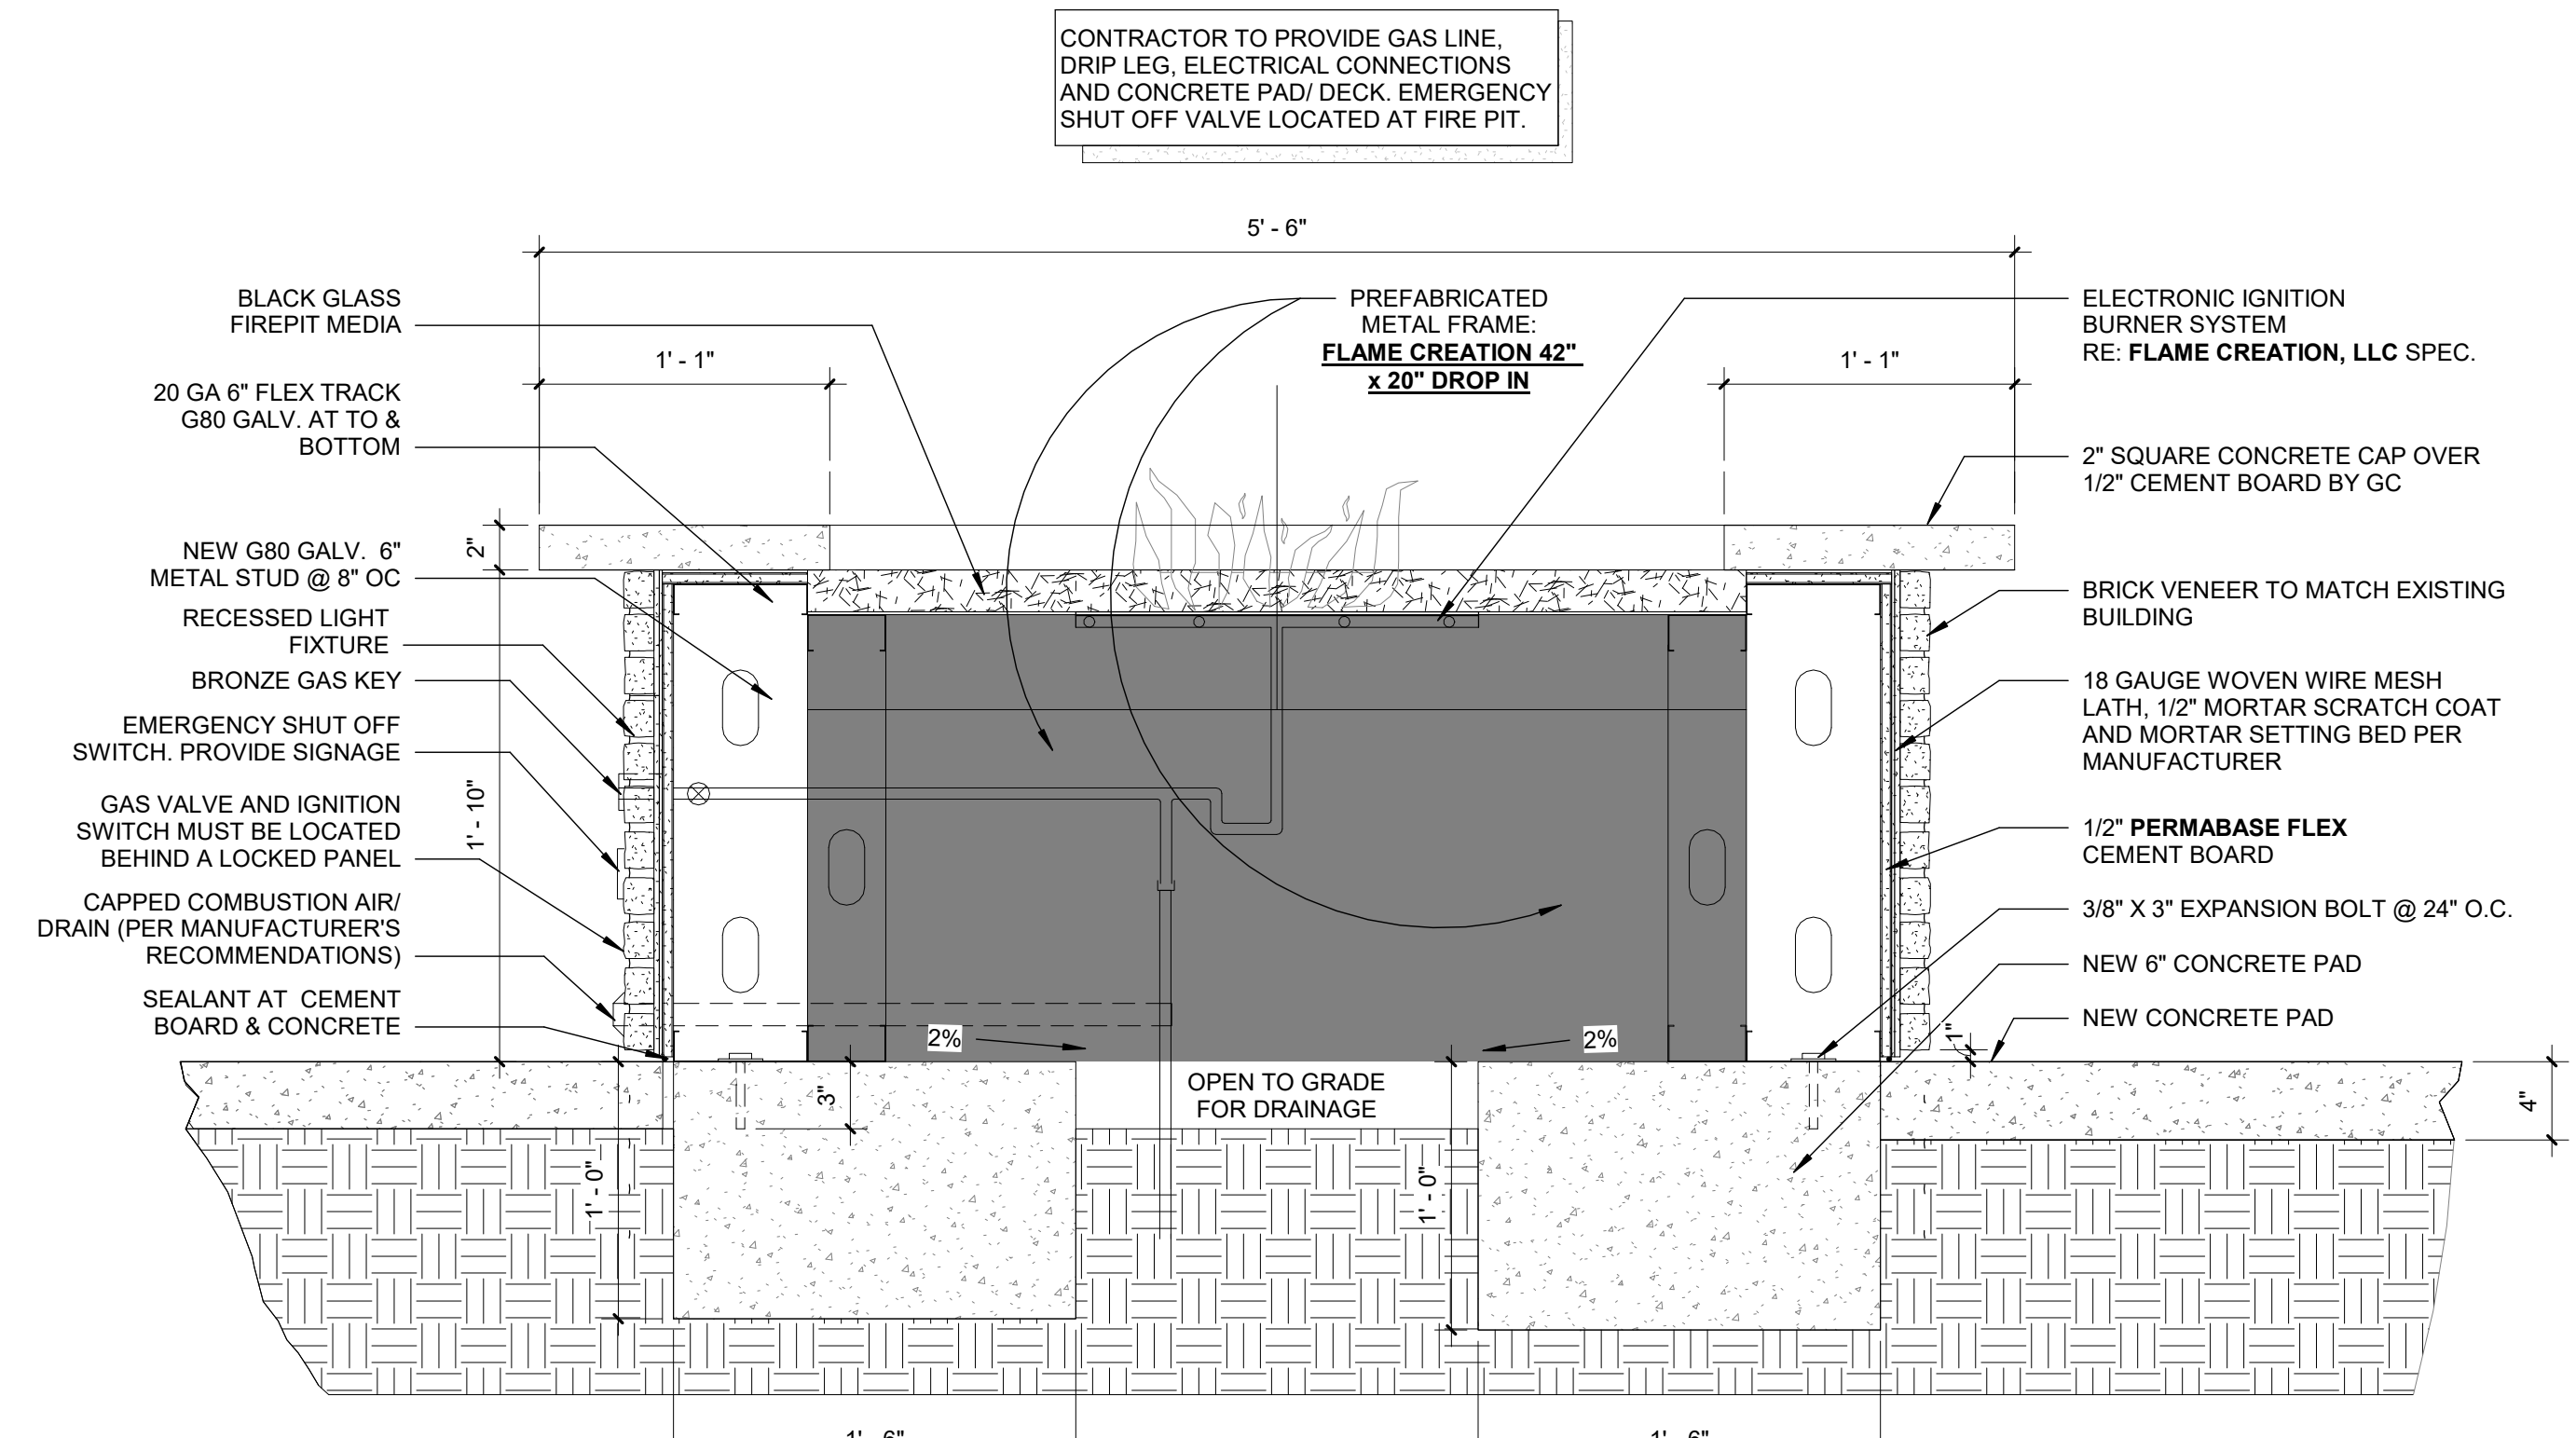 CONTRACTOR TO PROVIDE GAS LINE,
DRIP LEG, ELECTRICAL CONNECTIONS
AND CONCRETE PAD/ DECK. EMERGENCY
SHUT OFF VALVE LOCATED AT FIRE PIT.
5' - 6"
BLACK GLASS
FIREPIT MEDIA
20 GA 6" FLEX TRACK
G80 GALV. AT TO &
BOTTOM
NEW G80 GALV. 6"
METAL STUD @ 8" OC
RECESSED LIGHT
FIXTURE
BRONZE GAS KEY
EMERGENCY SHUT OFF
SWITCH. PROVIDE SIGNAGE
GAS VALVE AND IGNITION
SWITCH MUST BE LOCATED
BEHIND A LOCKED PANEL
CAPPED COMBUSTION AIR/
DRAIN (PER MANUFACTURER'S
RECOMMENDATIONS)
SEALANT AT CEMENT
BOARD & CONCRETE
1' - 1"
2"
1' - 10"
PREFABRICATED
METAL FRAME:
FLAME CREATION 42"
x 20" DROP IN
1' - 1"
ELECTRONIC IGNITION
BURNER SYSTEM
RE: FLAME CREATION, LLC SPEC.
2" SQUARE CONCRETE CAP OVER
1/2" CEMENT BOARD BY GC
BRICK VENEER TO MATCH EXISTING
BUILDING
18 GAUGE WOVEN WIRE MESH
LATH, 1/2" MORTAR SCRATCH COAT
AND MORTAR SETTING BED PER
MANUFACTURER
1/2" PERMABASE FLEX
CEMENT BOARD
3/8" X 3" EXPANSION BOLT @ 24" O.C.
NEW 6" CONCRETE PAD
NEW CONCRETE PAD
2%
2%
1"
OPEN TO GRADE
FOR DRAINAGE
3"
4"
1' - 0"
1' - 0"
1' - 6"
1' - 6"